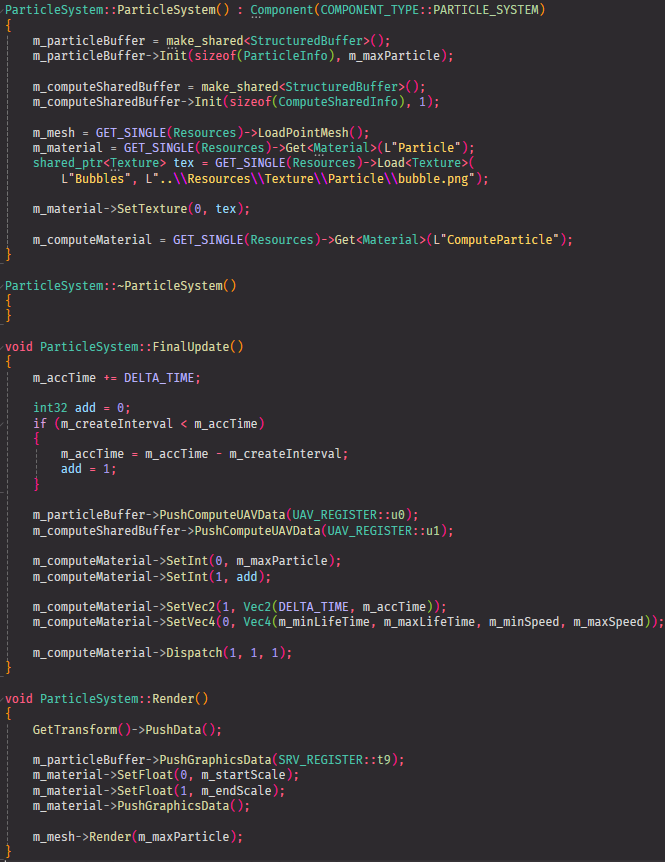 ParticleSystem::ParticleSystem() : Component(COMPONENT_TYPE::PARTICLE_SYSTEM)
{
    m_particleBuffer = make_shared<StructuredBuffer>();
    m_particleBuffer->Init(sizeof(ParticleInfo), m_maxParticle);

    m_computeSharedBuffer = make_shared<StructuredBuffer>();
    m_computeSharedBuffer->Init(sizeof(ComputeSharedInfo), 1);

    m_mesh = GET_SINGLE(Resources)->LoadPointMesh();
    m_material = GET_SINGLE(Resources)->Get<Material>(L"Particle");
    shared_ptr<Texture> tex = GET_SINGLE(Resources)->Load<Texture>(
        L"Bubbles", L"..\\Resources\\Texture\\Particle\\bubble.png");

    m_material->SetTexture(0, tex);

    m_computeMaterial = GET_SINGLE(Resources)->Get<Material>(L"ComputeParticle");
}

ParticleSystem::~ParticleSystem()
{
}

void ParticleSystem::FinalUpdate()
{
    m_accTime += DELTA_TIME;

    int32 add = 0;
    if (m_createInterval < m_accTime)
    {
        m_accTime = m_accTime - m_createInterval;
        add = 1;
    }

    m_particleBuffer->PushComputeUAVData(UAV_REGISTER::u0);
    m_computeSharedBuffer->PushComputeUAVData(UAV_REGISTER::u1);

    m_computeMaterial->SetInt(0, m_maxParticle);
    m_computeMaterial->SetInt(1, add);

    m_computeMaterial->SetVec2(1, Vec2(DELTA_TIME, m_accTime));
    m_computeMaterial->SetVec4(0, Vec4(m_minLifeTime, m_maxLifeTime, m_minSpeed, m_maxSpeed));

    m_computeMaterial->Dispatch(1, 1, 1);
}

void ParticleSystem::Render()
{
    GetTransform()->PushData();

    m_particleBuffer->PushGraphicsData(SRV_REGISTER::t9);
    m_material->SetFloat(0, m_startScale);
    m_material->SetFloat(1, m_endScale);
    m_material->PushGraphicsData();

    m_mesh->Render(m_maxParticle);
}